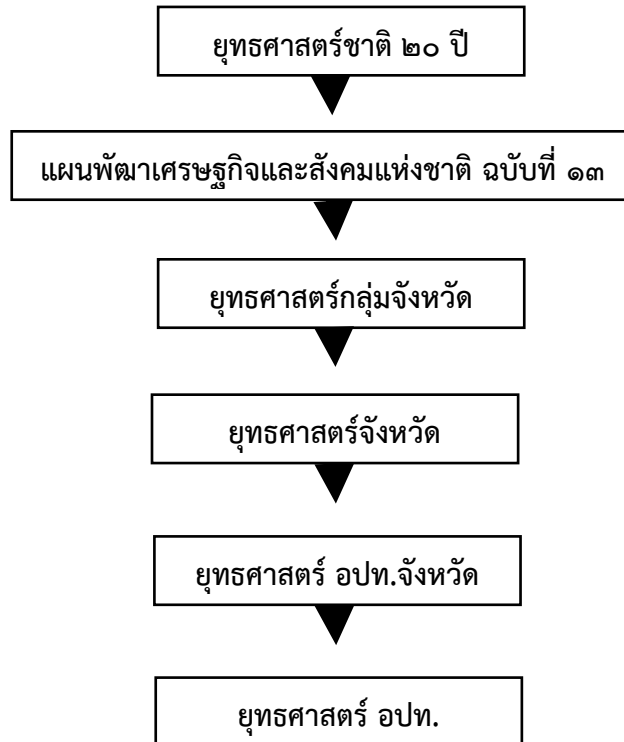 ยุทธศาสตร์ชาติ ๒๐ ปี
แผนพัฒาเศรษฐกิจและสังคมแห่งชาติ ฉบับที่ ๑๓
ยุทธศาสตร์กลุ่มจังหวัด
ยุทธศาสตร์จังหวัด
ยุทธศาสตร์ อปท.จังหวัด
ยุทธศาสตร์ อปท.